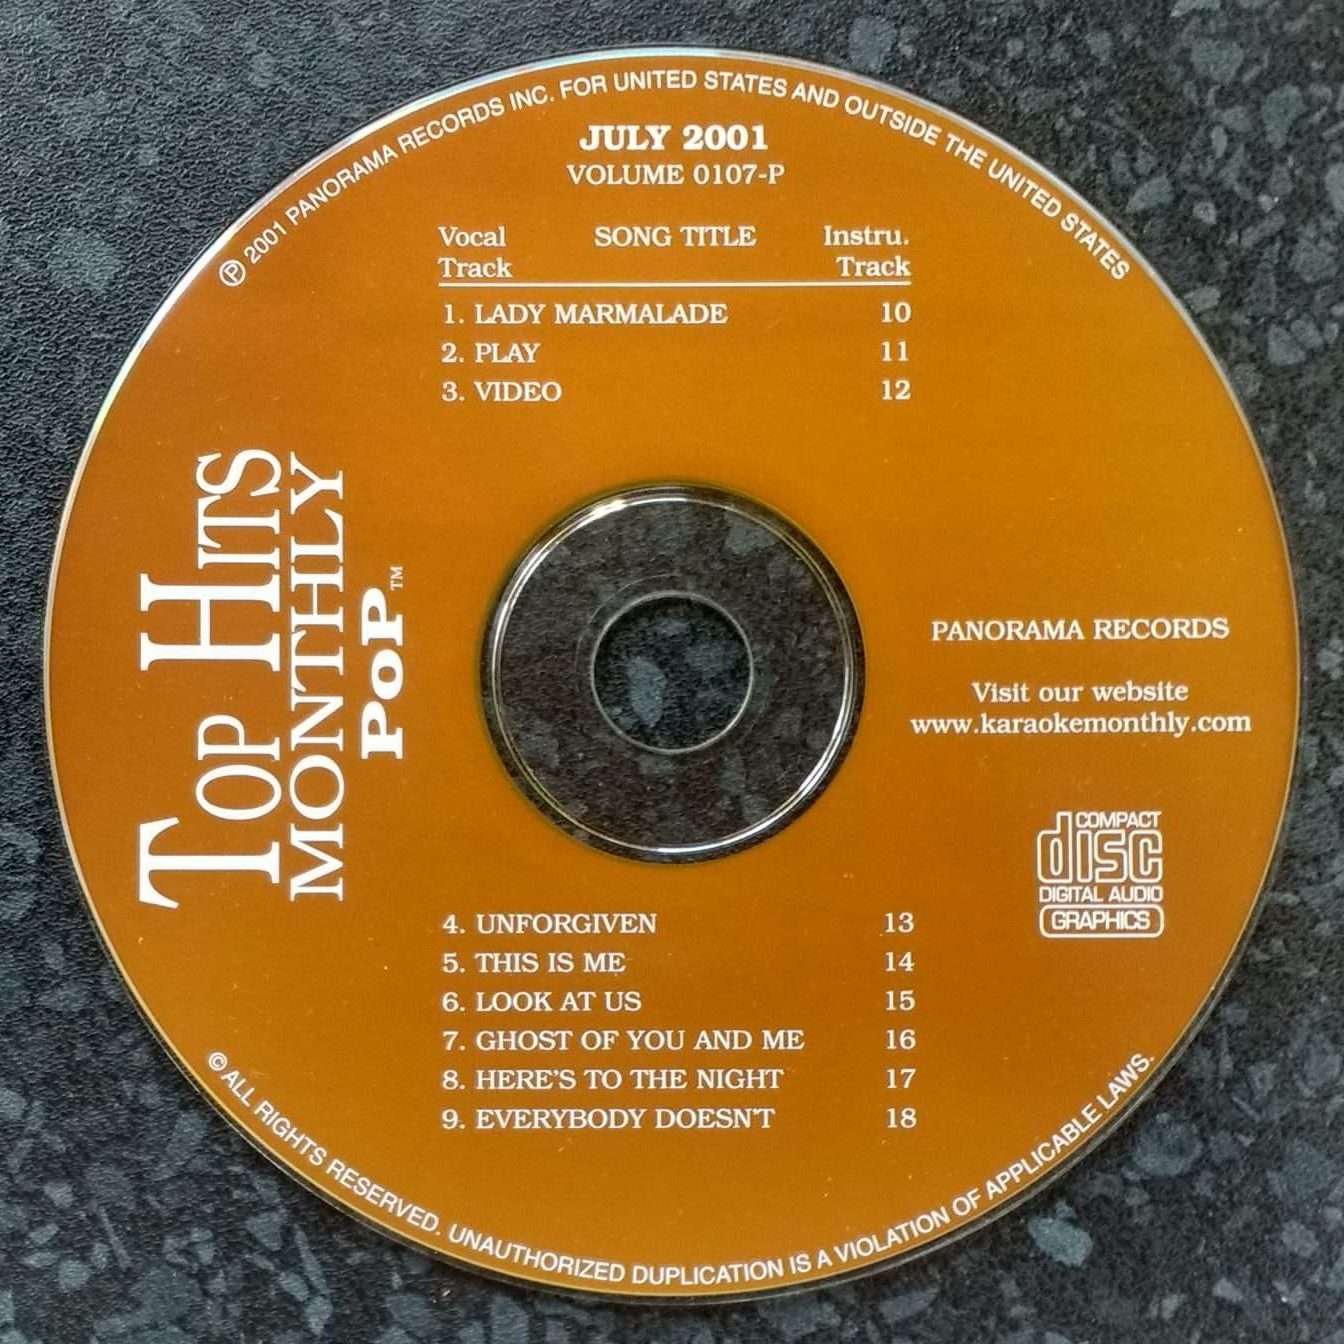 ℗ 2001 PANORAMA RECORDS INC. FOR UNITED STATES AND OUTSIDE THE UNITED STATES
JULY 2001
VOLUME 0107-P
Vocal Track SONG TITLE Instru. Track
1. LADY MARMALADE 10
2. PLAY 11
3. VIDEO 12
TOP HITS
MONTHLY
POP™
PANORAMA RECORDS
Visit our website
www.karaokemonthly.com
COMPACT
disc
DIGITAL AUDIO
GRAPHICS
4. UNFORGIVEN 13
5. THIS IS ME 14
6. LOOK AT US 15
7. GHOST OF YOU AND ME 16
8. HERE'S TO THE NIGHT 17
9. EVERYBODY DOESN'T 18
© ALL RIGHTS RESERVED. UNAUTHORIZED DUPLICATION IS A VIOLATION OF APPLICABLE LAWS.